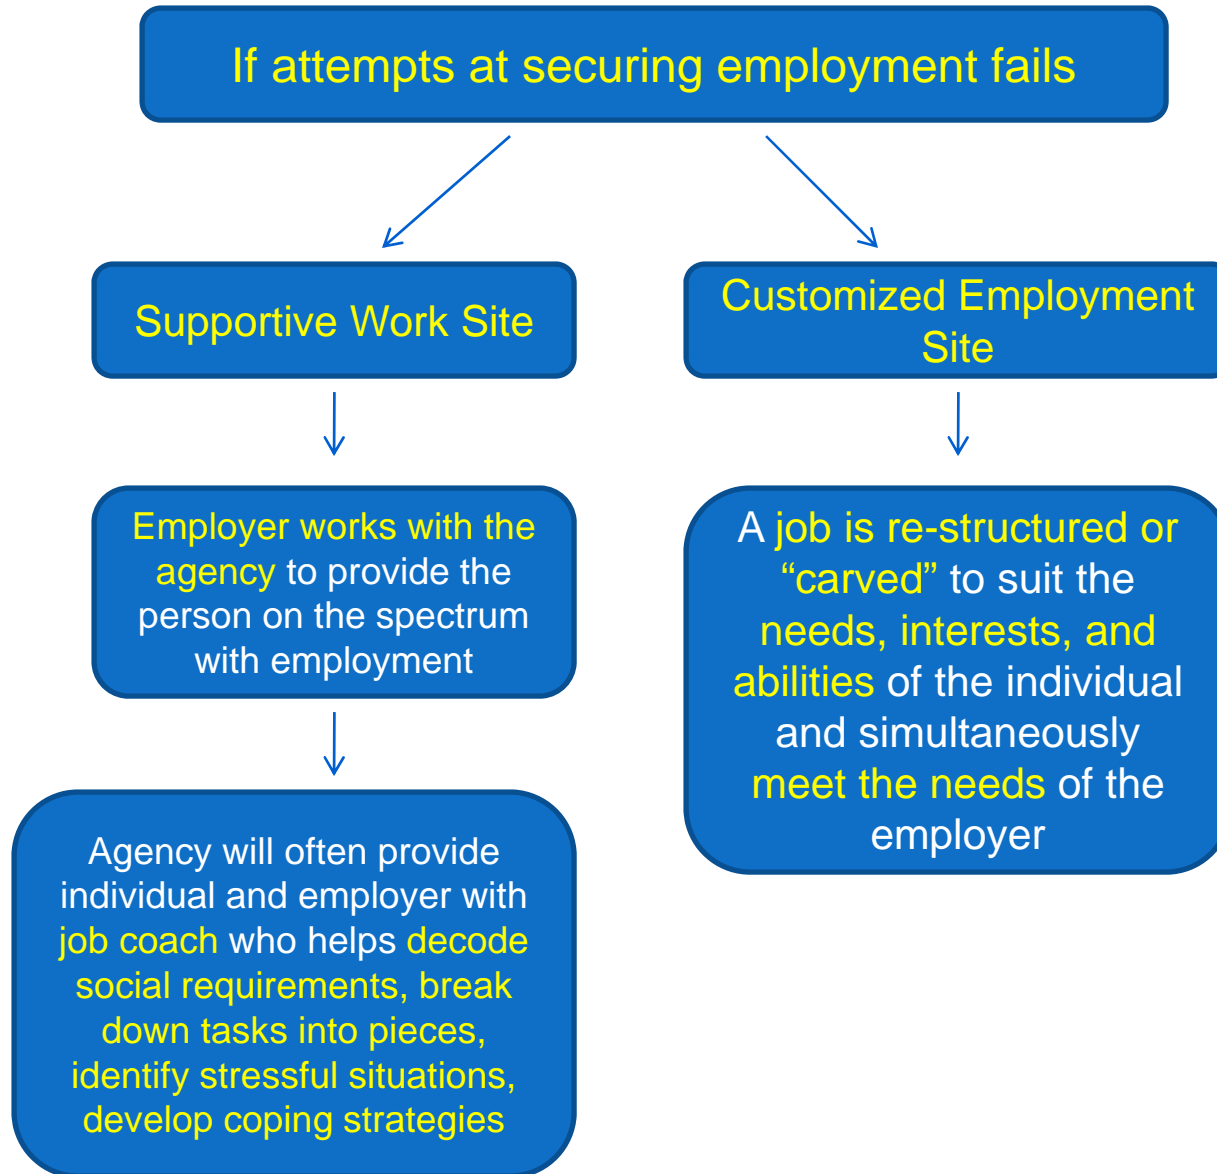 If attempts at securing employment fails
Supportive Work Site
Customized Employment
Site
Employer works with the
agency to provide the
person on the spectrum
with employment
A job is re-structured or
“carved” to suit the
needs, interests, and
abilities of the individual
and simultaneously
meet the needs of the
employer
Agency will often provide
individual and employer with
job coach who helps decode
social requirements, break
down tasks into pieces,
identify stressful situations,
develop coping strategies